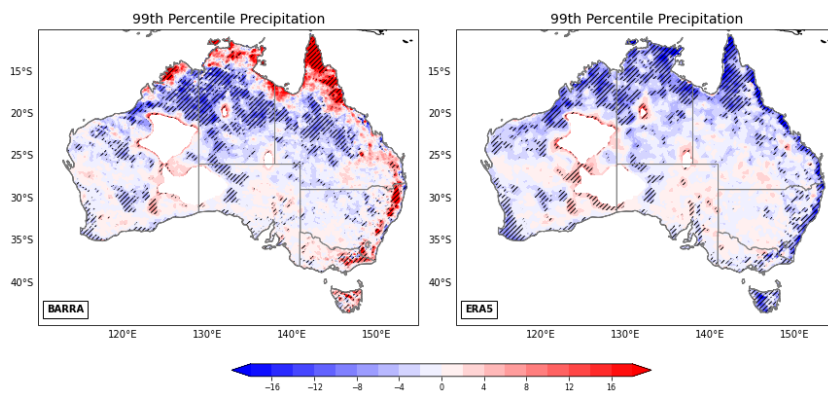 99th Percentile Precipitation
99th Percentile Precipitation
15°S
20°S
25°S
30°S
35°S
40°S
BARRA
120°E
130°E
140°E
150°E
15°S
20°S
25°S
30°S
35°S
40°S
ERA5
120°E
130°E
140°E
150°E
−16
−12
−8
−4
0
4
8
12
16